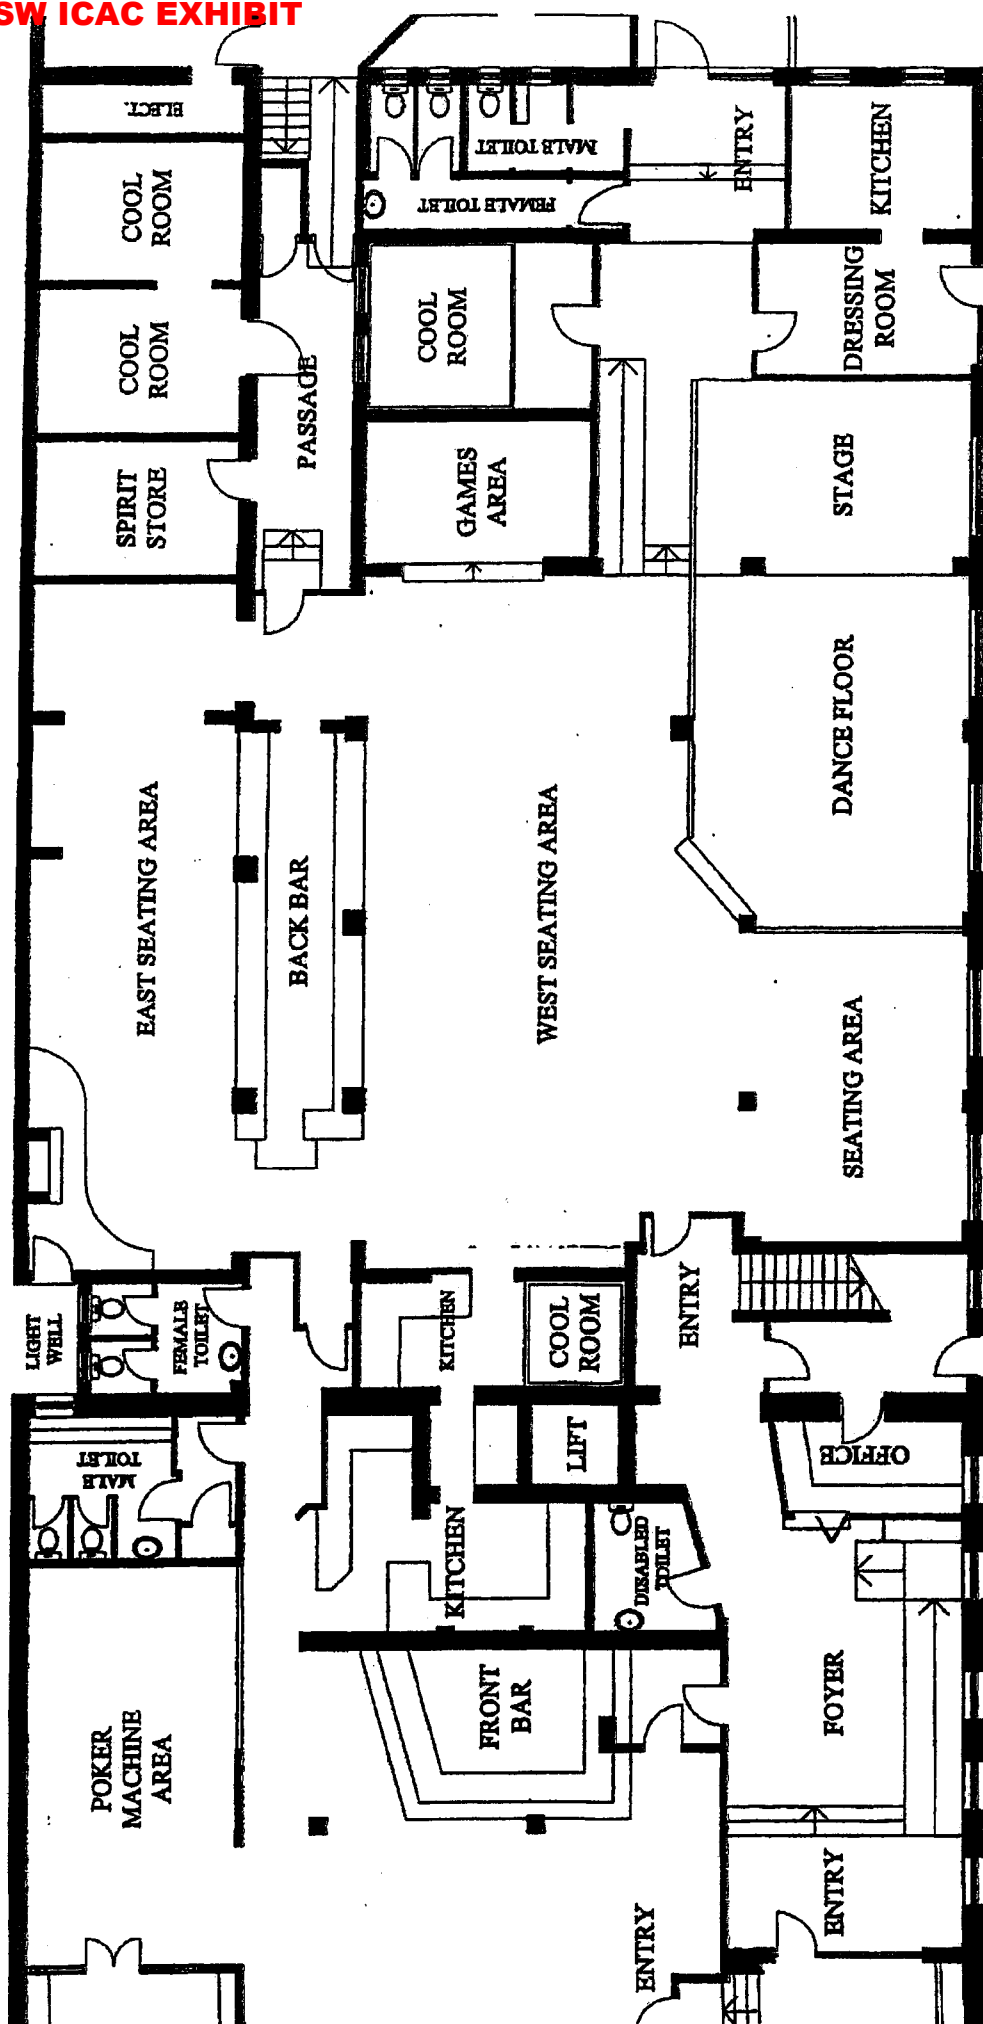 SW ICAC EXHIBIT
ELECT.
COOL
ROOM
COOL
ROOM
SPIRIT
STORE
PASSAGE
MALE TOILET
FEMALE TOILET
ENTRY
KITCHEN
COOL
ROOM
DRESSING
ROOM
GAMES
AREA
STAGE
DANCE FLOOR
EAST SEATING AREA
BACK BAR
WEST SEATING AREA
SEATING AREA
LIGHT
WELL
FEMALE
TOILET
KITCHEN
COOL
ROOM
ENTRY
MALE
TOILET
LIFT
OFFICE
KITCHEN
DISABLED
TOILET
POKER
MACHINE
AREA
FRONT
BAR
FOYER
ENTRY
ENTRY